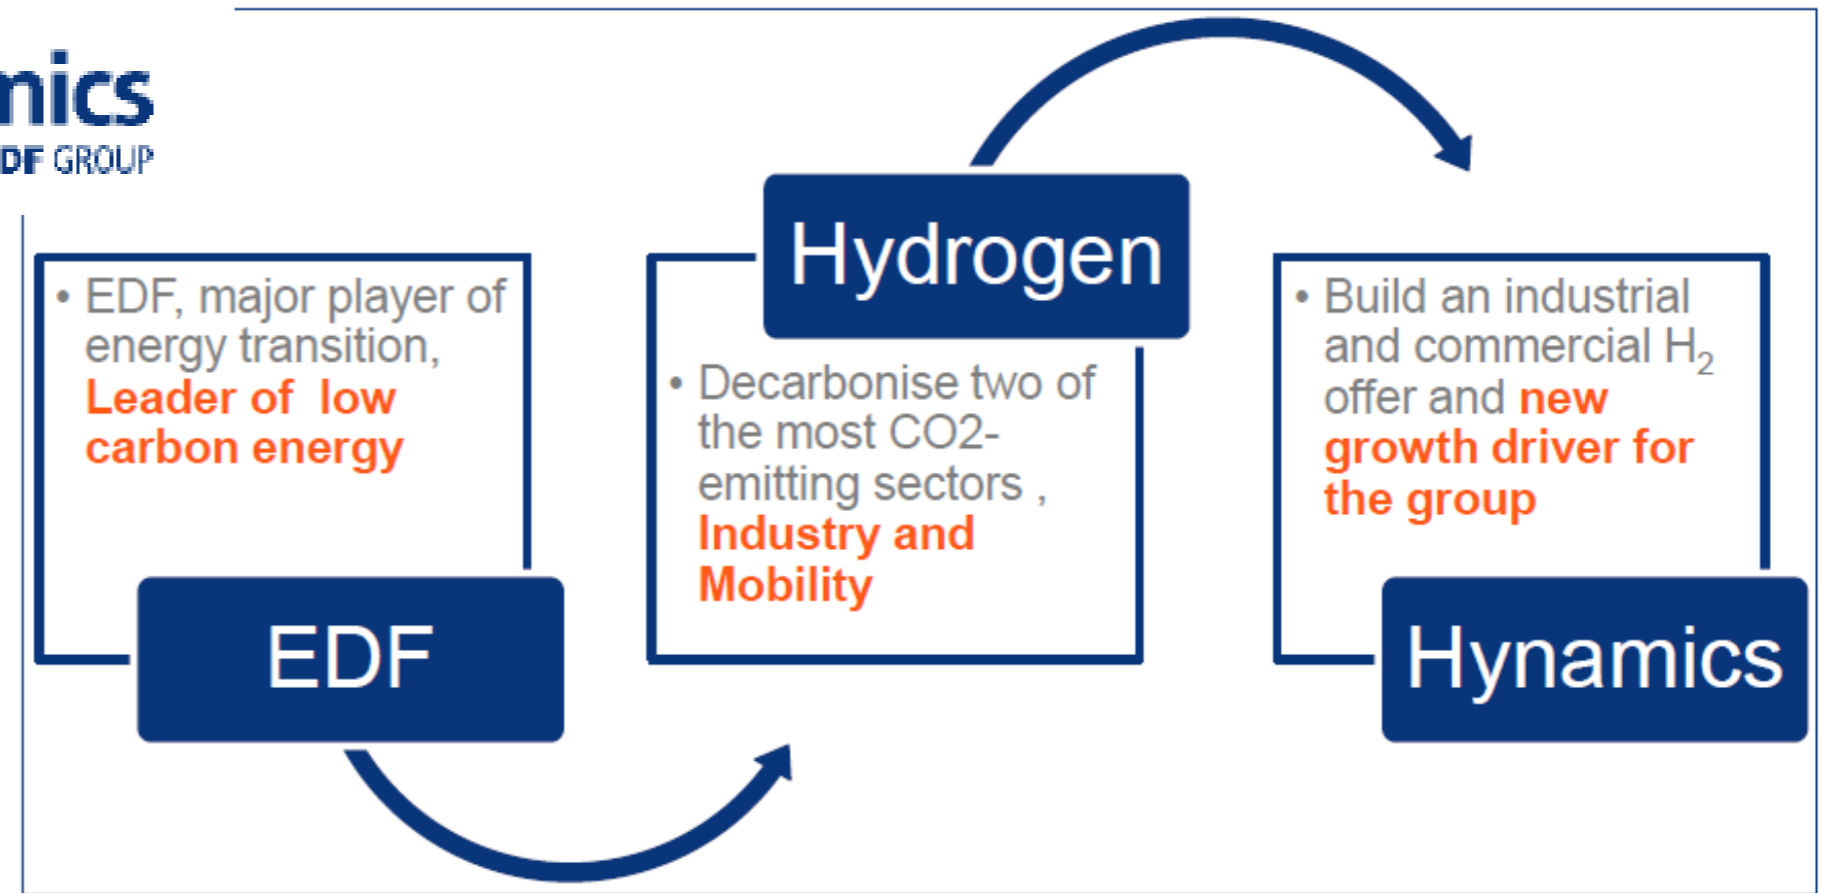 mics
DF GROUP
• EDF, major player of
energy transition,
Leader of  low
carbon energy
EDF
Hydrogen
• Decarbonise two of
the most CO2-
emitting sectors ,
Industry and
Mobility
• Build an industrial
and commercial H₂
offer and new
growth driver for
the group
Hynamics